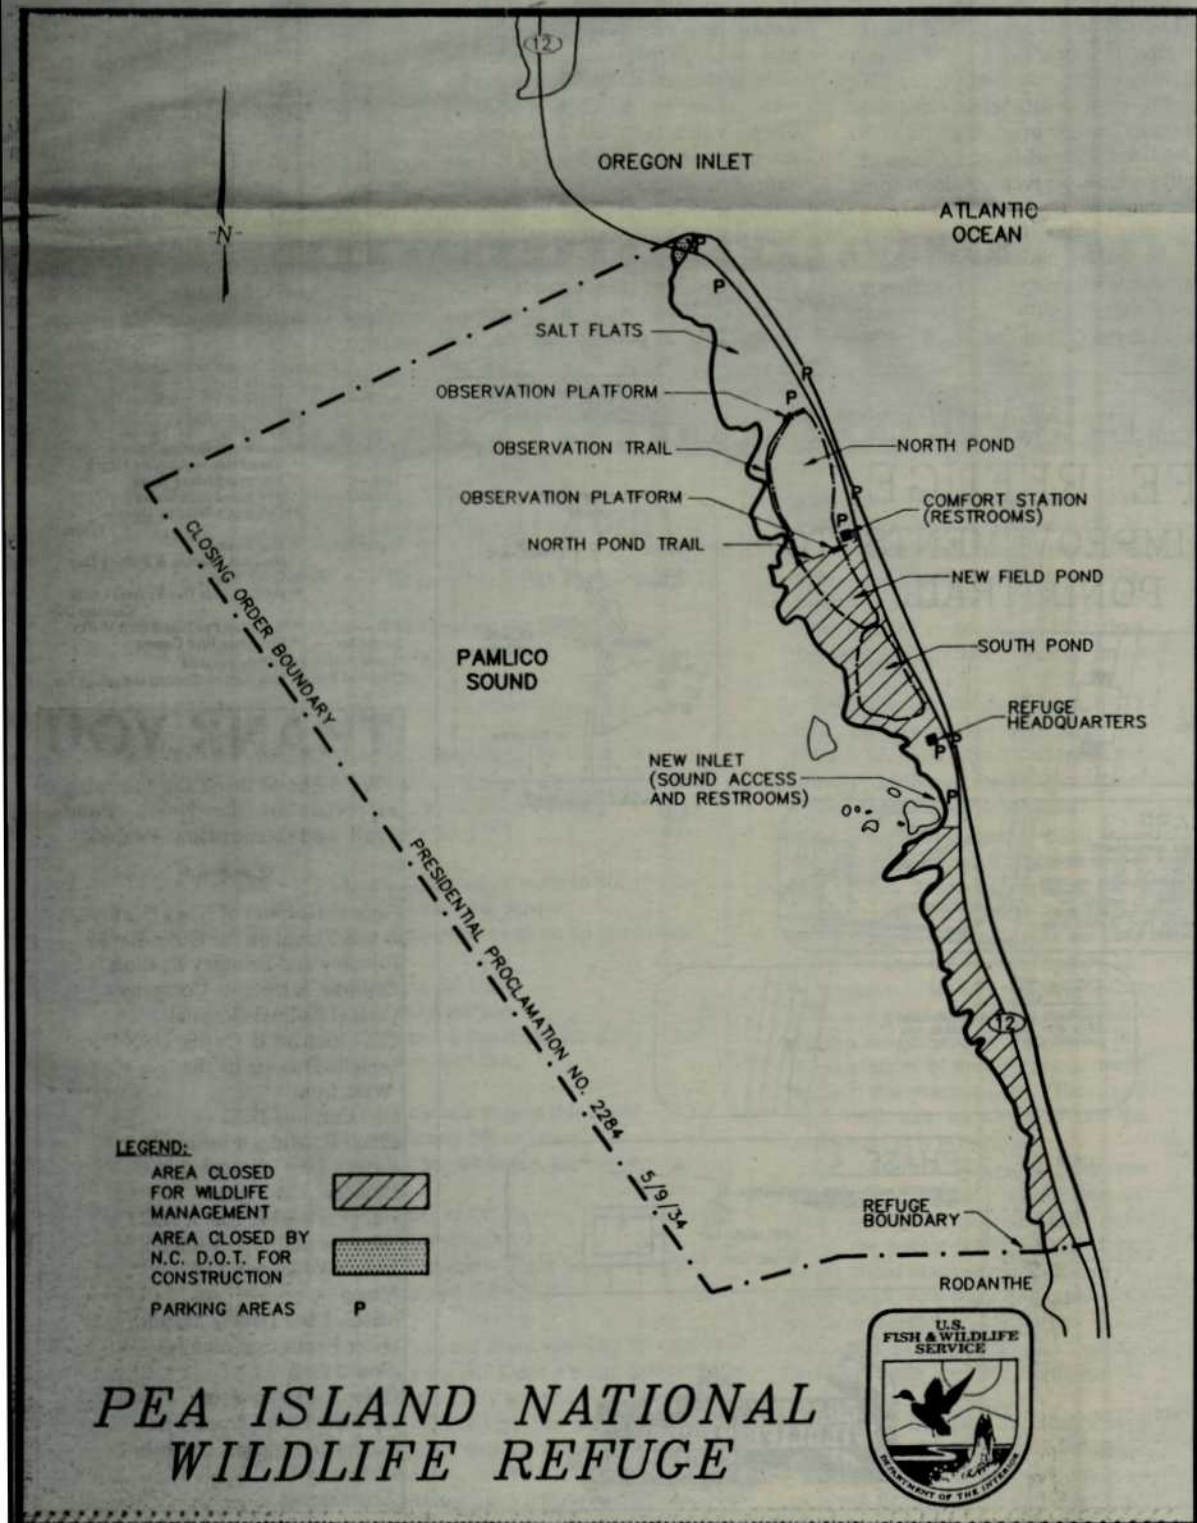 12
OREGON INLET
ATLANTIC
OCEAN
N
P
P
SALT FLATS
P
OBSERVATION PLATFORM
P
OBSERVATION TRAIL
NORTH POND
OBSERVATION PLATFORM
P
COMFORT STATION
(RESTROOMS)
P
NORTH POND TRAIL
NEW FIELD POND
CLOSING ORDER BOUNDARY
PAMLICO
SOUND
SOUTH POND
REFUGE
HEADQUARTERS
P
P
NEW INLET
(SOUND ACCESS
AND RESTROOMS)
P
PRESIDENTIAL PROCLAMATION NO. 2284
5/9/34
12
LEGEND:
AREA CLOSED
FOR WILDLIFE
MANAGEMENT
AREA CLOSED BY
N.C. D.O.T. FOR
CONSTRUCTION
PARKING AREAS P
REFUGE
BOUNDARY
RODANTHE
U.S.
FISH & WILDLIFE
SERVICE
DEPARTMENT OF THE INTERIOR
PEA ISLAND NATIONAL
WILDLIFE REFUGE